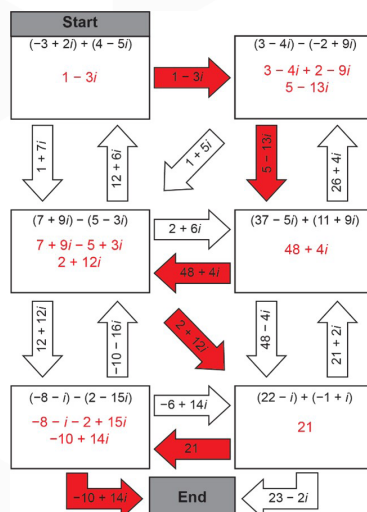 Start
(−3 + 2i) + (4 − 5i)
1 − 3i
1 − 3i
(3 − 4i) − (−2 + 9i)
3 − 4i + 2 − 9i
5 − 13i
1 + 7i
12 + 6i
1 + 5i
5 − 13i
26 + 4i
(7 + 9i) − (5 − 3i)
7 + 9i − 5 + 3i
2 + 12i
2 + 6i
48 + 4i
(37 − 5i) + (11 + 9i)
48 + 4i
12 + 12i
−10 − 16i
2 + 12i
48 − 4i
21 + 2i
(−8 − i) − (2 − 15i)
−8 − i − 2 + 15i
−10 + 14i
−6 + 14i
21
(22 − i) + (−1 + i)
21
−10 + 14i
End
23 − 2i